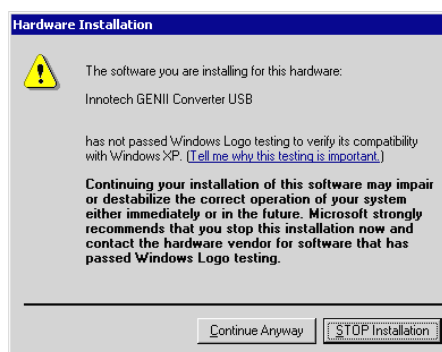 Hardware Installation
The software you are installing for this hardware:
Innotech GENII Converter USB
has not passed Windows Logo testing to verify its compatibility
with Windows XP. (Tell me why this testing is important.)
Continuing your installation of this software may impair
or destabilize the correct operation of your system
either immediately or in the future. Microsoft strongly
recommends that you stop this installation now and
contact the hardware vendor for software that has
passed Windows Logo testing.
Continue Anyway
STOP Installation